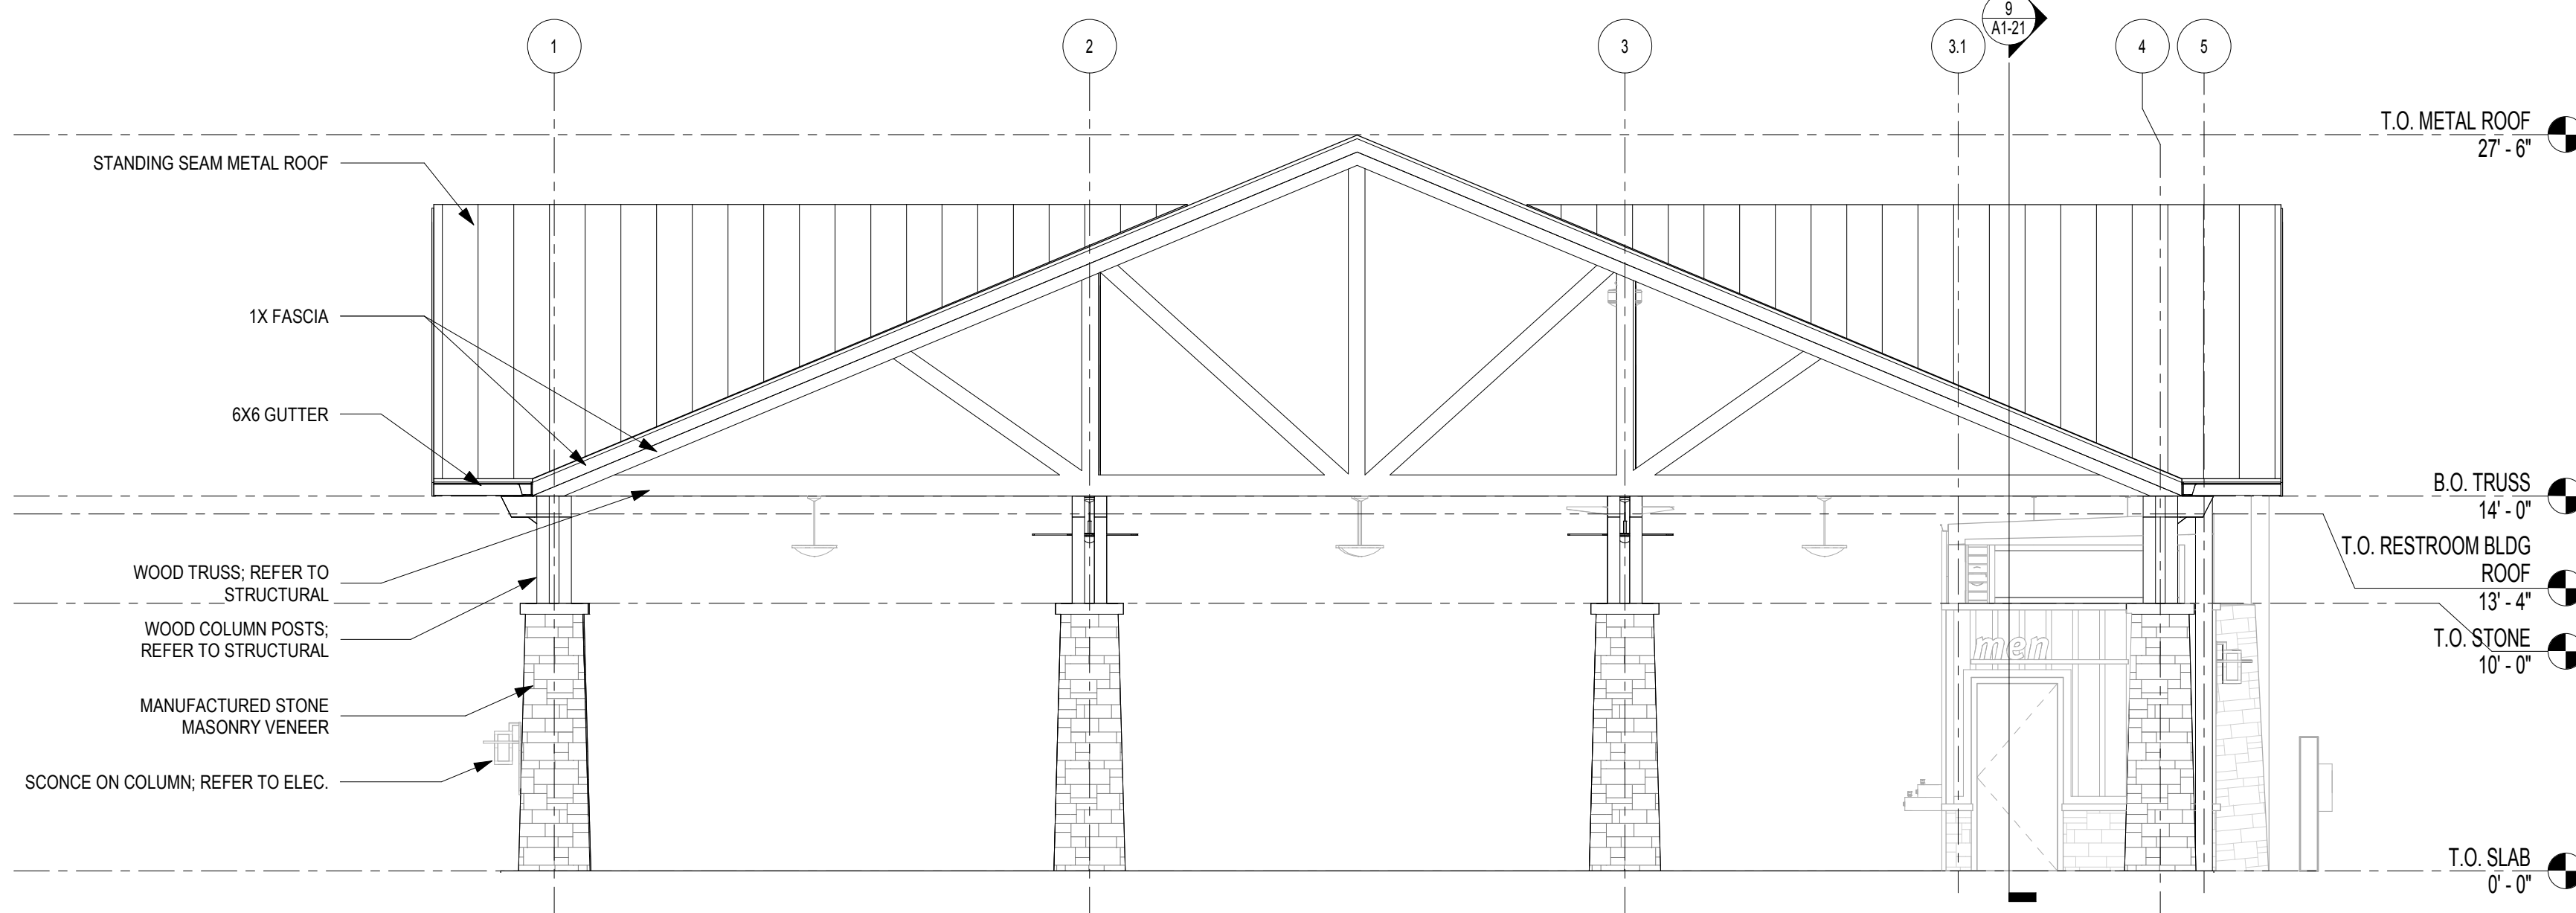 1
2
3
3.1
9
A1-21
4
5
T.O. METAL ROOF
27' - 6"
STANDING SEAM METAL ROOF
1X FASCIA
6X6 GUTTER
B.O. TRUSS
14' - 0"
T.O. RESTROOM BLDG
ROOF
13' - 4"
WOOD TRUSS; REFER TO
STRUCTURAL
WOOD COLUMN POSTS;
REFER TO STRUCTURAL
men
T.O. STONE
10' - 0"
MANUFACTURED STONE
MASONRY VENEER
SCONCE ON COLUMN; REFER TO ELEC.
T.O. SLAB
0' - 0"